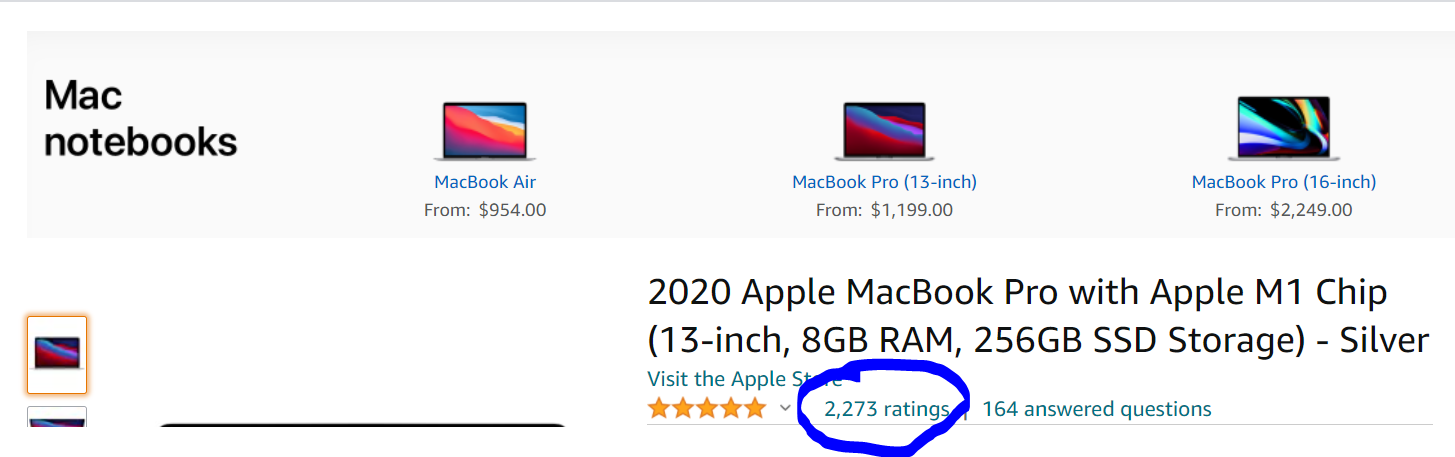 Mac
notebooks
MacBook Air
From: $954.00
MacBook Pro (13-inch)
From: $1,199.00
MacBook Pro (16-inch)
From: $2,249.00
2020 Apple MacBook Pro with Apple M1 Chip
(13-inch, 8GB RAM, 256GB SSD Storage) - Silver
Visit the Apple Store
2,273 ratings | 164 answered questions